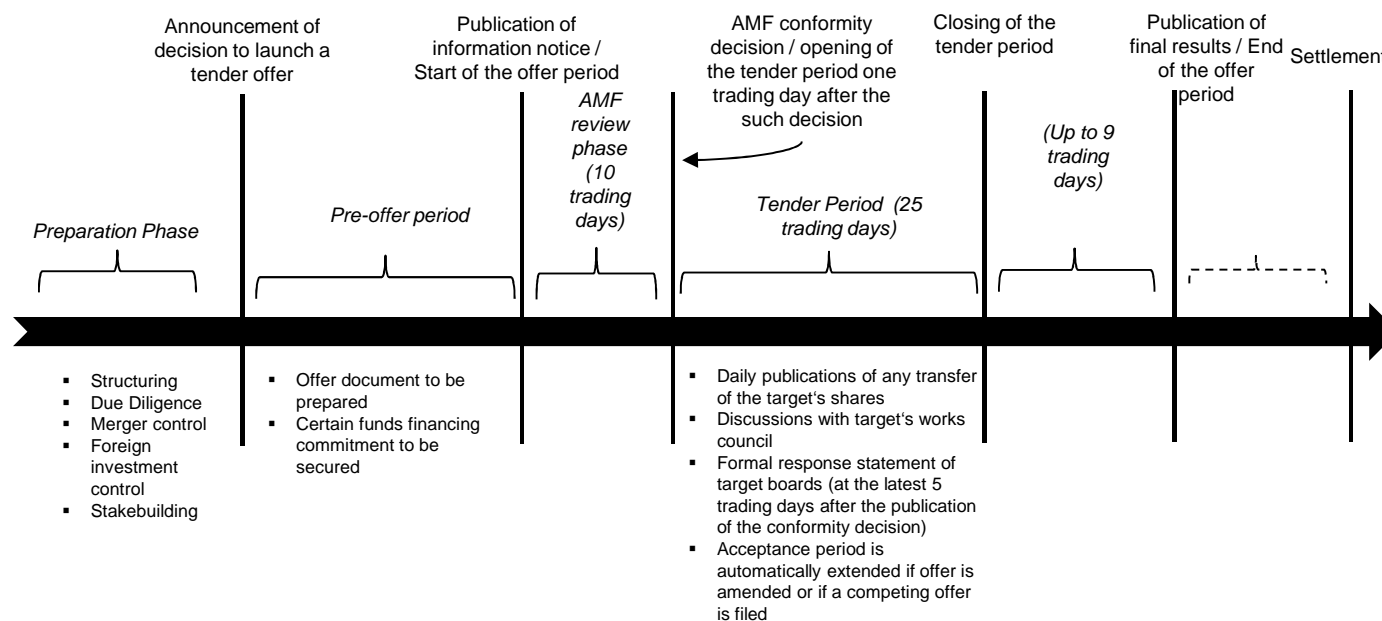 Announcement of
decision to launch a
tender offer
Publication of
information notice /
Start of the offer period
AMF conformity
decision / opening of
the tender period one
trading day after the
such decision
Closing of the
tender period
Publication of
final results / End
of the offer
period
Settlement
Preparation Phase
Pre-offer period
AMF
review
phase
(10
trading
days)
Tender Period (25
trading days)
(Up to 9
trading
days)
▪ Structuring
▪ Due Diligence
▪ Merger control
▪ Foreign
investment
control
▪ Stakebuilding
▪ Offer document to be
prepared
▪ Certain funds financing
commitment to be
secured
▪ Daily publications of any transfer
of the target‘s shares
▪ Discussions with target‘s works
council
▪ Formal response statement of
target boards (at the latest 5
trading days after the publication
of the conformity decision)
▪ Acceptance period is
automatically extended if offer is
amended or if a competing offer
is filed